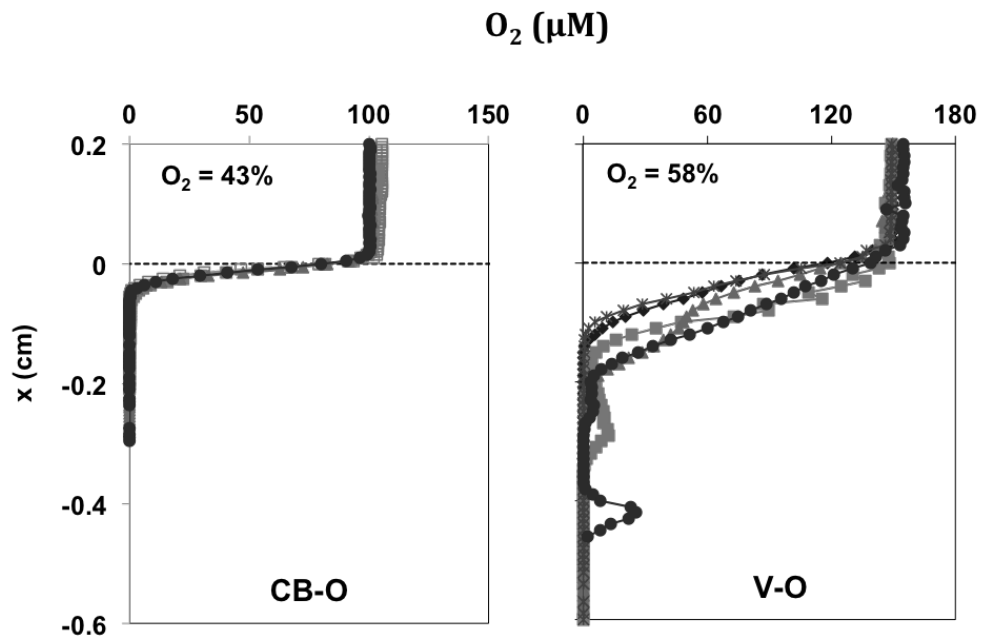 O₂ (μM)
0 50 100 150
0 60 120 180
0.2
0
-0.2
-0.4
-0.6
x (cm)
O₂ = 43%
O₂ = 58%
CB-O
V-O